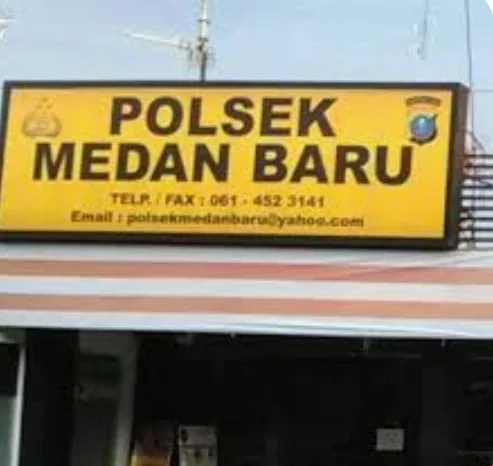 POLSEK
MEDAN BARU
TELP. / FAX : 061 - 452 3141
Email : polsekmedanbaru@yahoo.com